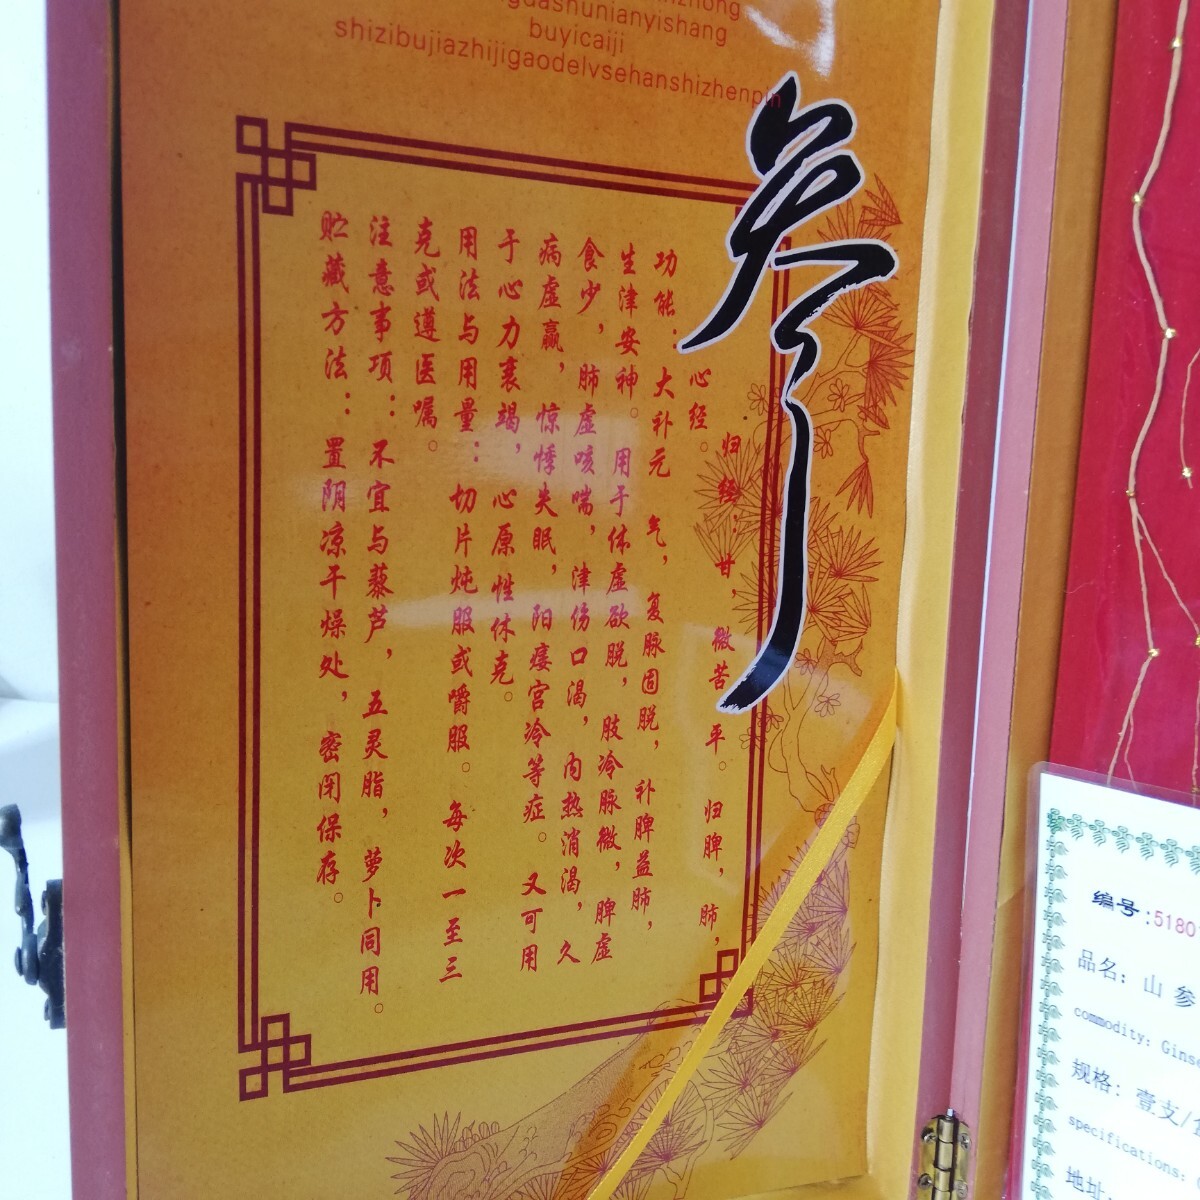 buyicaiji
shizibujiazhijigaodelvsehanshizhenpin
参
归经：甘，微苦平。归脾，肺，
心经。
功能：大补元气，复脉固脱，补脾益肺，
生津安神。用于体虚欲脱，肢冷脉微，脾虚
食少，肺虚咳喘，津伤口渴，内热消渴，久
病虚羸，惊悸失眠，阳痿宫冷等症。又可用
于心力衰竭，心原性休克。
用法与用量：切片炖服或嚼服。每次一至三
克或遵医嘱。
注意事项：不宜与藜芦，五灵脂，萝卜同用。
贮藏方法：置阴凉干燥处，密闭保存。
编号:5180
品名: 山 参
commodity: Ginse
规格: 壹支/
specifications:
地址